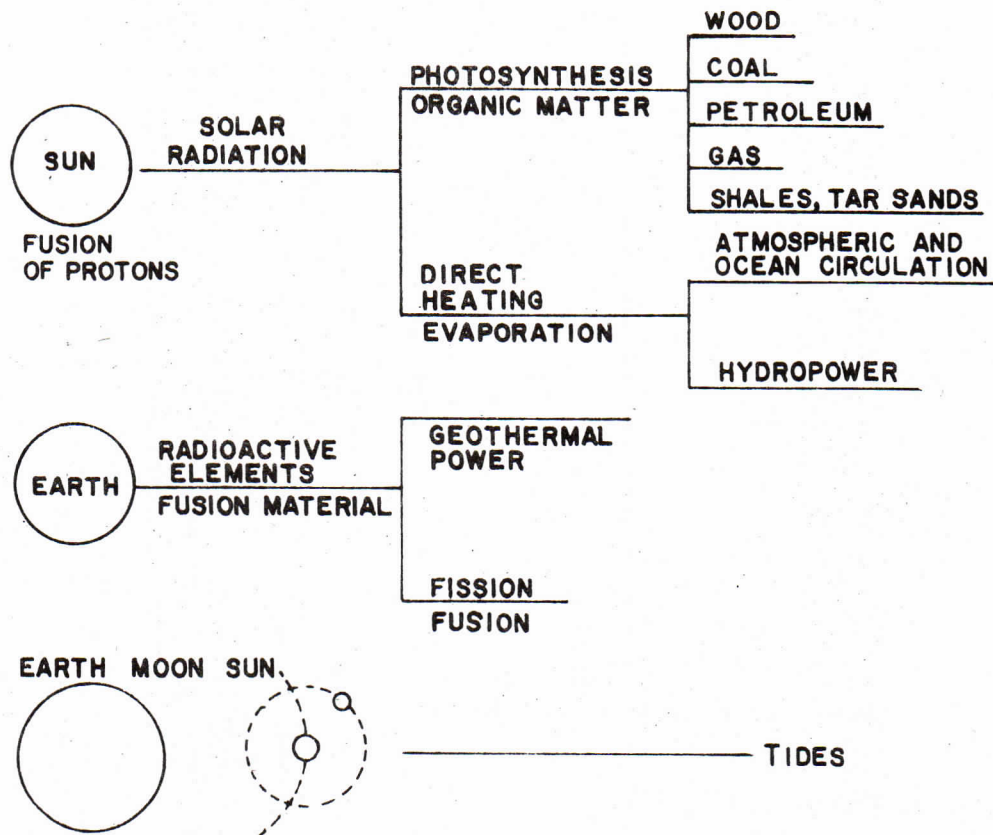 WOOD
PHOTOSYNTHESIS
ORGANIC MATTER
COAL
PETROLEUM
GAS
SHALES, TAR SANDS
SOLAR
RADIATION
SUN
FUSION
OF PROTONS
DIRECT
HEATING
EVAPORATION
ATMOSPHERIC AND
OCEAN CIRCULATION
HYDROPOWER
EARTH
RADIOACTIVE
ELEMENTS
FUSION MATERIAL
GEOTHERMAL
POWER
FISSION
FUSION
EARTH MOON SUN
TIDES